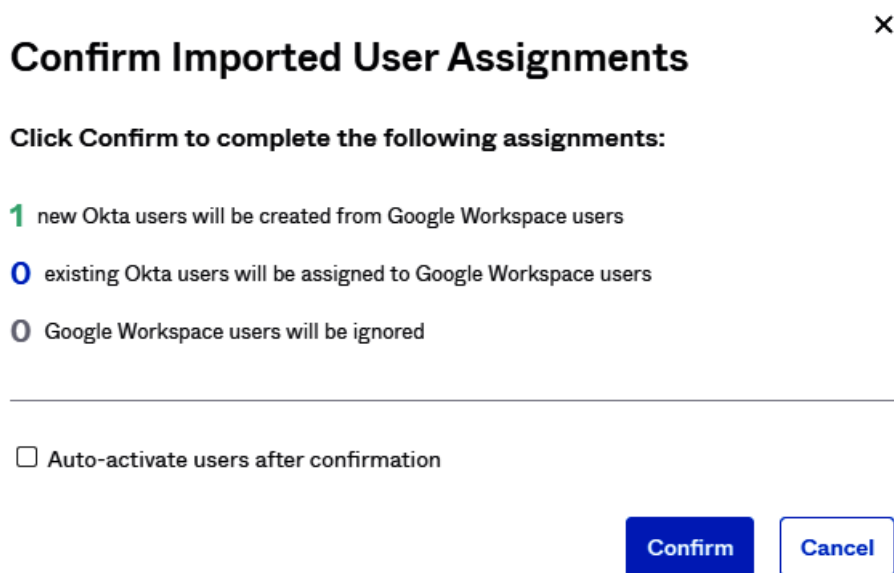 Confirm Imported User Assignments
Click Confirm to complete the following assignments:
1 new Okta users will be created from Google Workspace users
0 existing Okta users will be assigned to Google Workspace users
0 Google Workspace users will be ignored
Auto-activate users after confirmation
Confirm Cancel